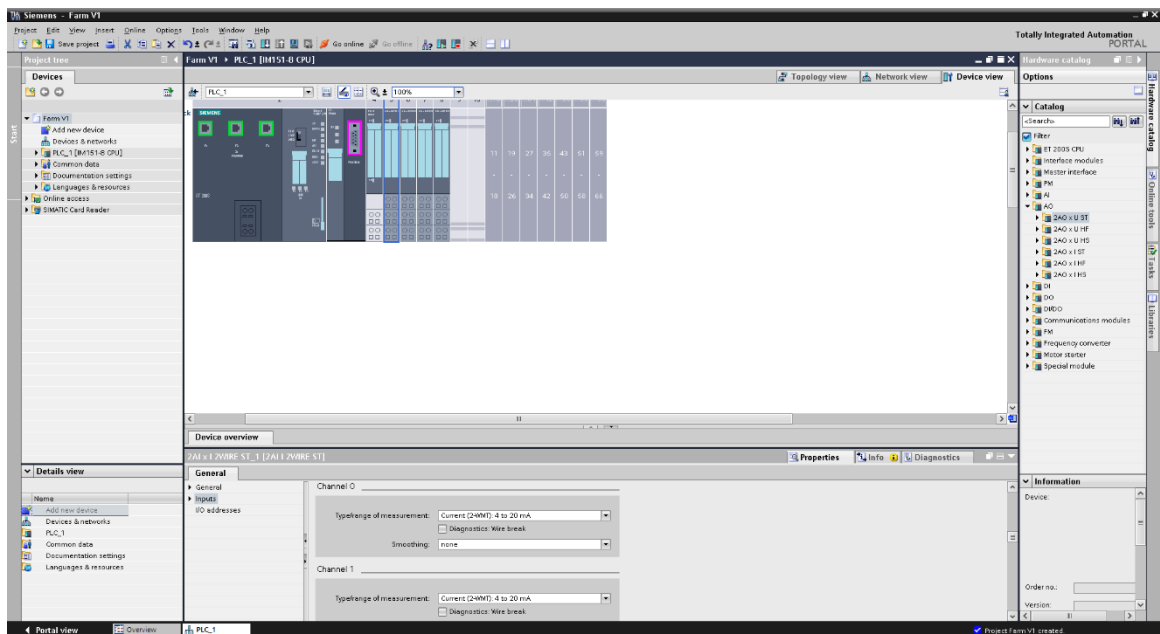 Siemens - Farm V1
Project Edit View Insert Online Options Tools Window Help
Totally Integrated Automation
PORTAL
Save project
Go online
Go offline
Project tree
Farm V1 PLC_1 [IM151-8 CPU]
Hardware catalog
Devices
Topology view
Network view
Device view
Options
PLC_1
100%
Farm V1
Add new device
Devices & networks
PLC_1 [IM151-8 CPU]
Common data
Documentation settings
Languages & resources
Online access
SIMATIC Card Reader
Start
SIEMENS
11 19 27 35 43 51 59
18 26 34 42 50 58 66
Catalog
<Search>
Filter
ET 200S CPU
Interface modules
Master interface
PM
AI
AO
2AO x U ST
2AO x U HF
2AO x U HS
2AO x I ST
2AO x I HF
2AO x I HS
DI
DO
DI/DO
Communications modules
FM
Frequency converter
Motor starter
Special module
Hardware catalog
Online tools
Tasks
Libraries
Device overview
2AI x I 2WIRE ST_1 [2AI I 2WIRE ST]
Properties
Info
Diagnostics
General
General
Inputs
I/O addresses
Channel 0
Type/range of measurement: Current (2-WMT): 4 to 20 mA
Diagnostics: Wire break
Smoothing: none
Channel 1
Type/range of measurement: Current (2-WMT): 4 to 20 mA
Diagnostics: Wire break
Details view
Name
Add new device
Devices & networks
PLC_1
Common data
Documentation settings
Languages & resources
Information
Device:
Order no.:
Version:
Portal view
Overview
PLC_1
Project Farm V1 created.